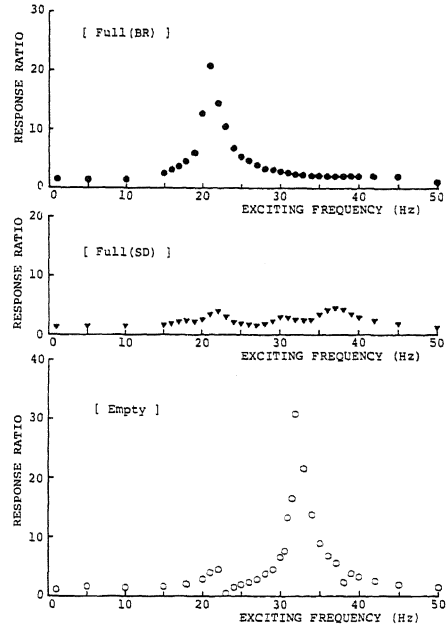 30
[ Full(BR) ]
20
10
0
RESPONSE RATIO
0 10 20 30 40 50
EXCITING FREQUENCY (Hz)
20
[ Full(SD) ]
10
0
RESPONSE RATIO
0 10 20 30 40 50
EXCITING FREQUENCY (Hz)
40
[ Empty ]
30
20
10
0
RESPONSE RATIO
0 10 20 30 40 50
EXCITING FREQUENCY (Hz)